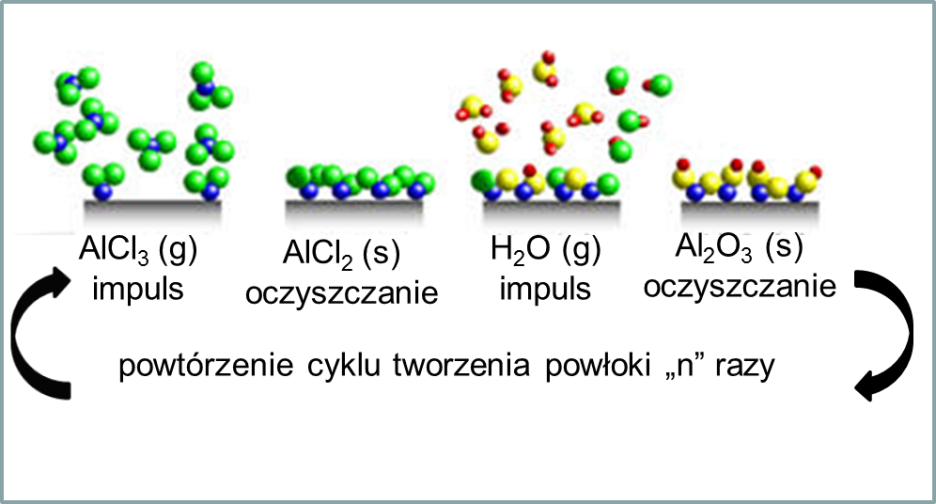 AlCl₃ (g)
impuls
AlCl₂ (s)
oczyszczanie
H₂O (g)
impuls
Al₂O₃ (s)
oczyszczanie
powtórzenie cyklu tworzenia powłoki „n” razy